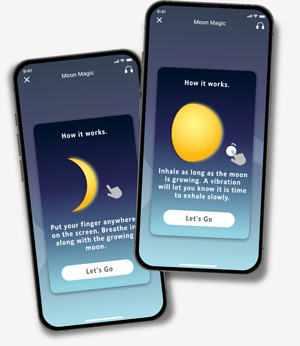 9:41
Moon Magic
How it works.
Put your finger anywhere
on the screen. Breathe in
along with the growing
moon.
Let's Go
9:41
Moon Magic
How it works.
Inhale as long as the moon
is growing. A vibration
will let you know it is time
to exhale slowly.
Let's Go